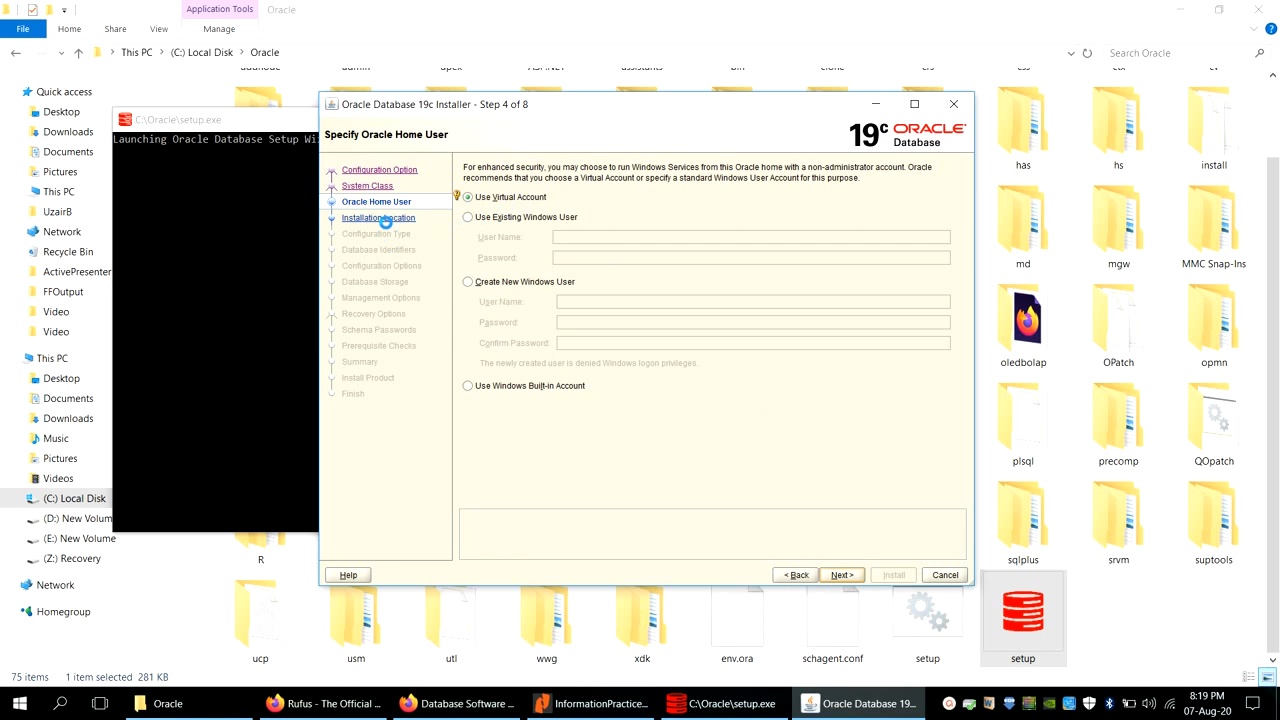 Application Tools
Oracle
File
Home
Share
View
Manage
This PC
(C:) Local Disk
Oracle
Search Oracle
Quick access
Desktop
Downloads
Documents
Pictures
This PC
UzairB
Network
Recycle Bin
ActivePresenter
FFOutput
Video
Video
This PC
Desktop
Documents
Downloads
Music
Pictures
Videos
(C:) Local Disk
(D:) New Volum
(E:) New Volume
(Z:) Recovery
Network
Homegroup
C:\Oracle\setup.exe
Launching Oracle Database Setup Wi
Oracle Database 19c Installer - Step 4 of 8
Specify Oracle Home User
19c ORACLE
Database
Configuration Option
System Class
Oracle Home User
Installation Location
Configuration Type
Database Identifiers
Configuration Options
Database Storage
Management Options
Recovery Options
Schema Passwords
Prerequisite Checks
Summary
Install Product
Finish
For enhanced security, you may choose to run Windows Services from this Oracle home with a non-administrator account. Oracle
recommends that you choose a Virtual Account or specify a standard Windows User Account for this purpose.
Use Virtual Account
Use Existing Windows User
User Name:
Password:
Create New Windows User
User Name:
Password:
Confirm Password:
The newly created user is denied Windows logon privileges.
Use Windows Built-in Account
Help
< Back
Next >
Install
Cancel
has
hs
install
md
mgw
MMC Snap-Ins
oledbolap
OPatch
opmn
plsql
precomp
QOpatch
R
sqlplus
srvm
suptools
ucp
usm
utl
wwg
xdk
env.ora
schagent.conf
setup
setup
75 items
1 item selected 281 KB
Oracle
Rufus - The Official ...
Database Software ...
InformationPractice...
C:\Oracle\setup.exe
Oracle Database 19...
8:19 PM
07-Aug-20